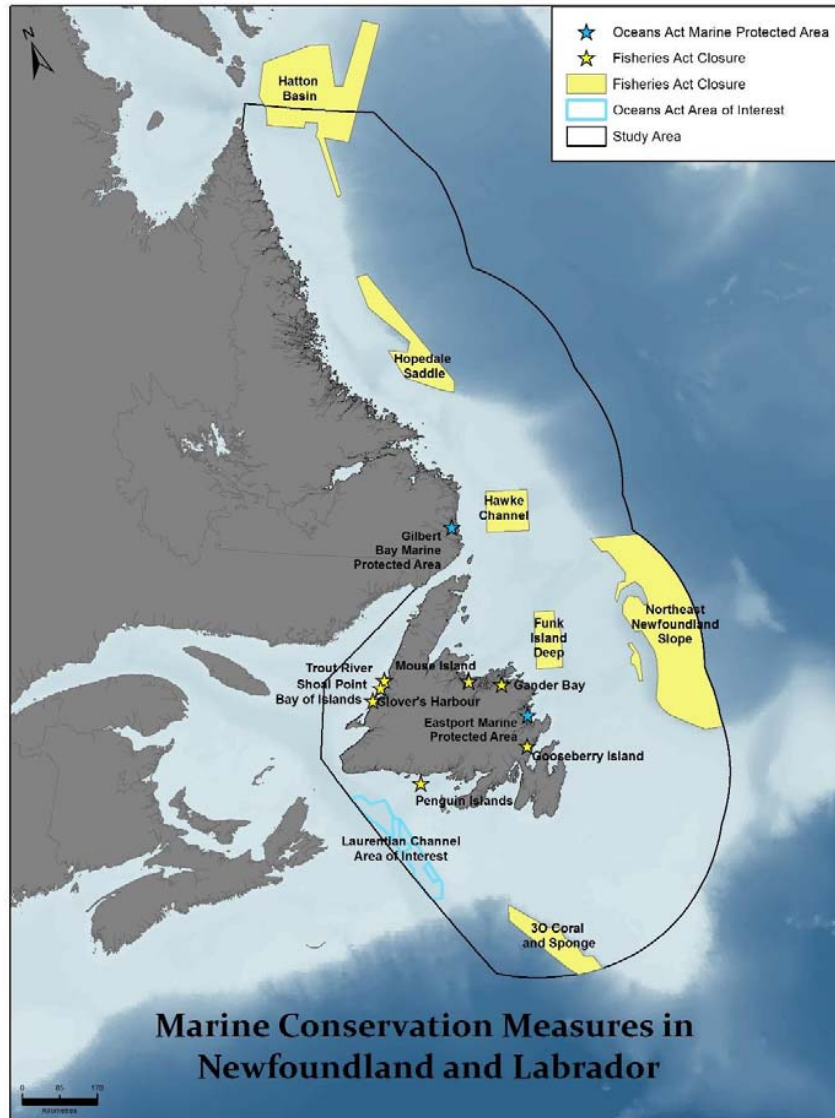 N
Oceans Act Marine Protected Area
Fisheries Act Closure
Fisheries Act Closure
Oceans Act Area of Interest
Study Area
Hatton
Basin
Hopedale
Saddle
Hawke
Channel
Gilbert
Bay Marine
Protected Area
Northeast
Newfoundland
Slope
Funk
Island
Deep
Trout River
Mouse Island
Shoal Point
Gander Bay
Bay of Islands
Glover's Harbour
Eastport Marine
Protected Area
Gooseberry Island
Penguin Islands
Laurentian Channel
Area of Interest
3O Coral
and Sponge
Marine Conservation Measures in
Newfoundland and Labrador
0 85 170
Kilometres